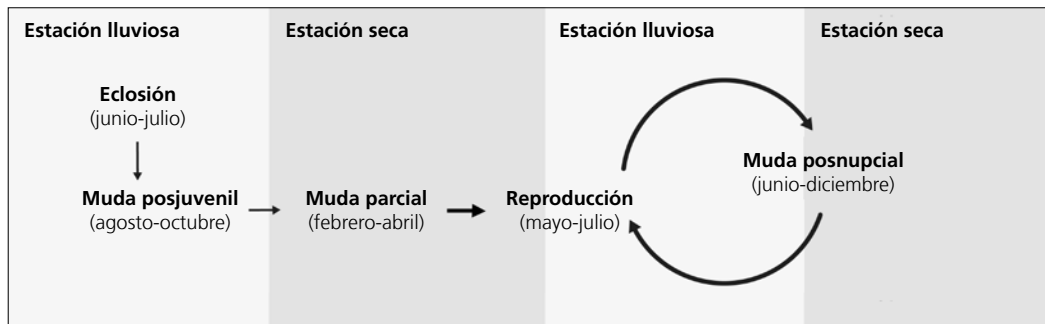 Estación lluviosa
Estación seca
Estación lluviosa
Estación seca
Eclosión
(junio-julio)
Muda posjuvenil
(agosto-octubre)
Muda parcial
(febrero-abril)
Reproducción
(mayo-julio)
Muda posnupcial
(junio-diciembre)